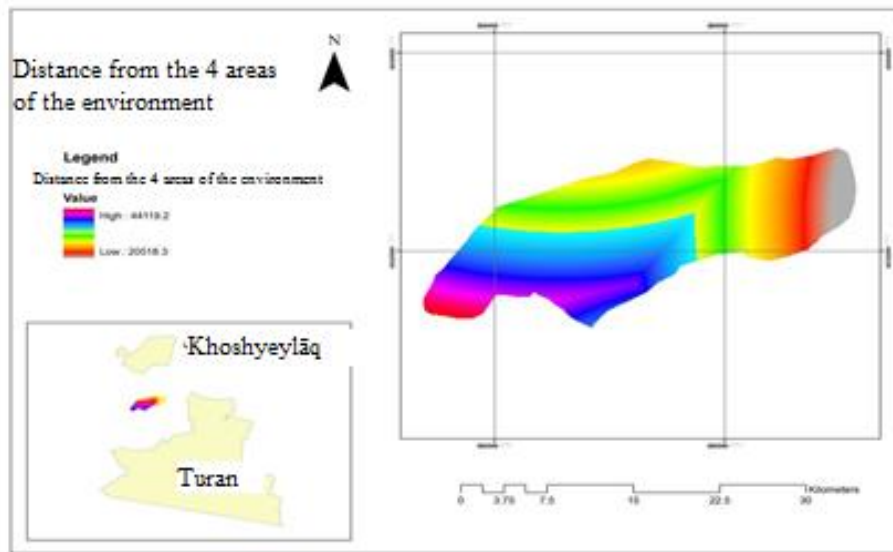 Distance from the 4 areas
of the environment
N
Legend
Distance from the 4 areas of the environment
Value
High : 44119.2
Low : 20518.3
Khoshyeylāq
Turan
0 3.75 7.5 15 22.5 30
Kilometers